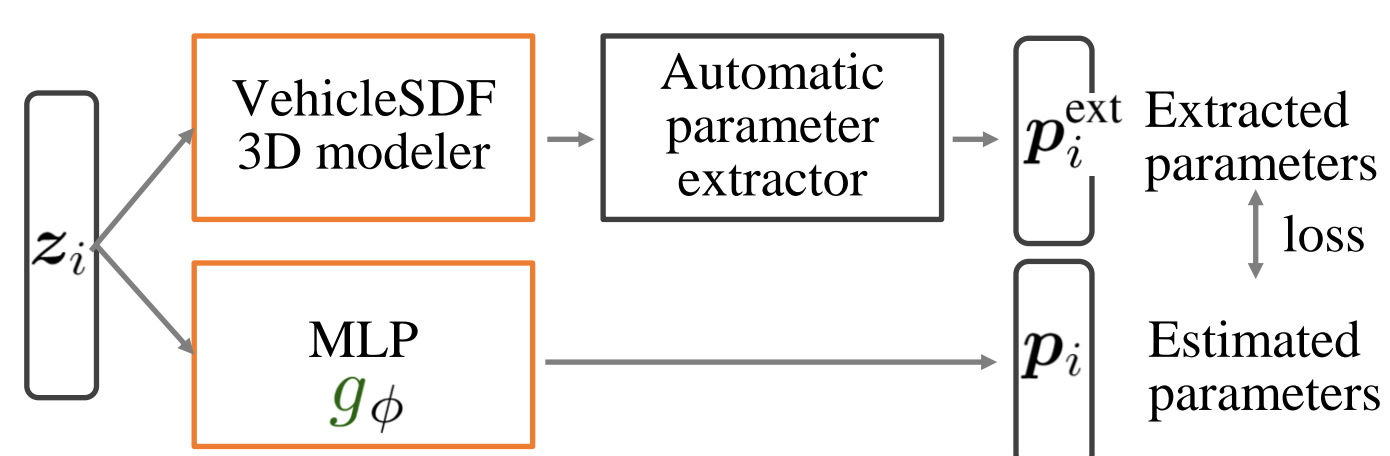 z_i
VehicleSDF
3D modeler
Automatic
parameter
extractor
p_i^ext
Extracted
parameters
loss
MLP
g_ϕ
p_i
Estimated
parameters